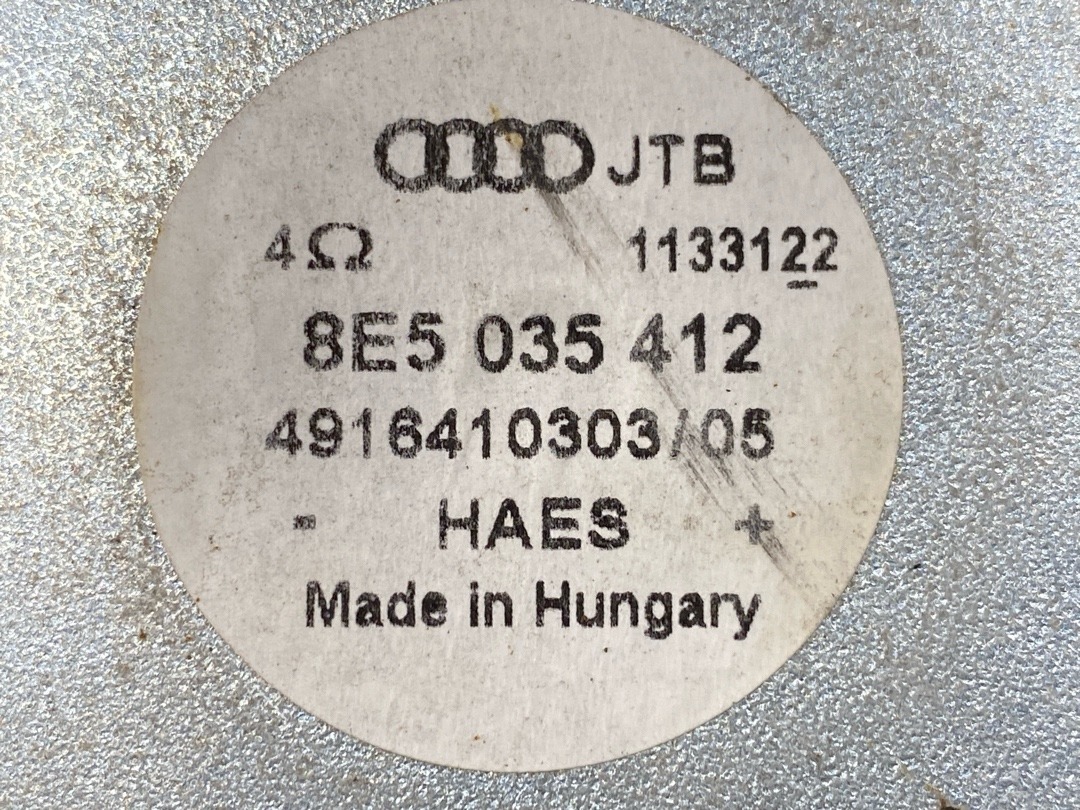 JTB
4Ω 1133122
8E5 035 412
4916410303/05
- HAES +
Made in Hungary